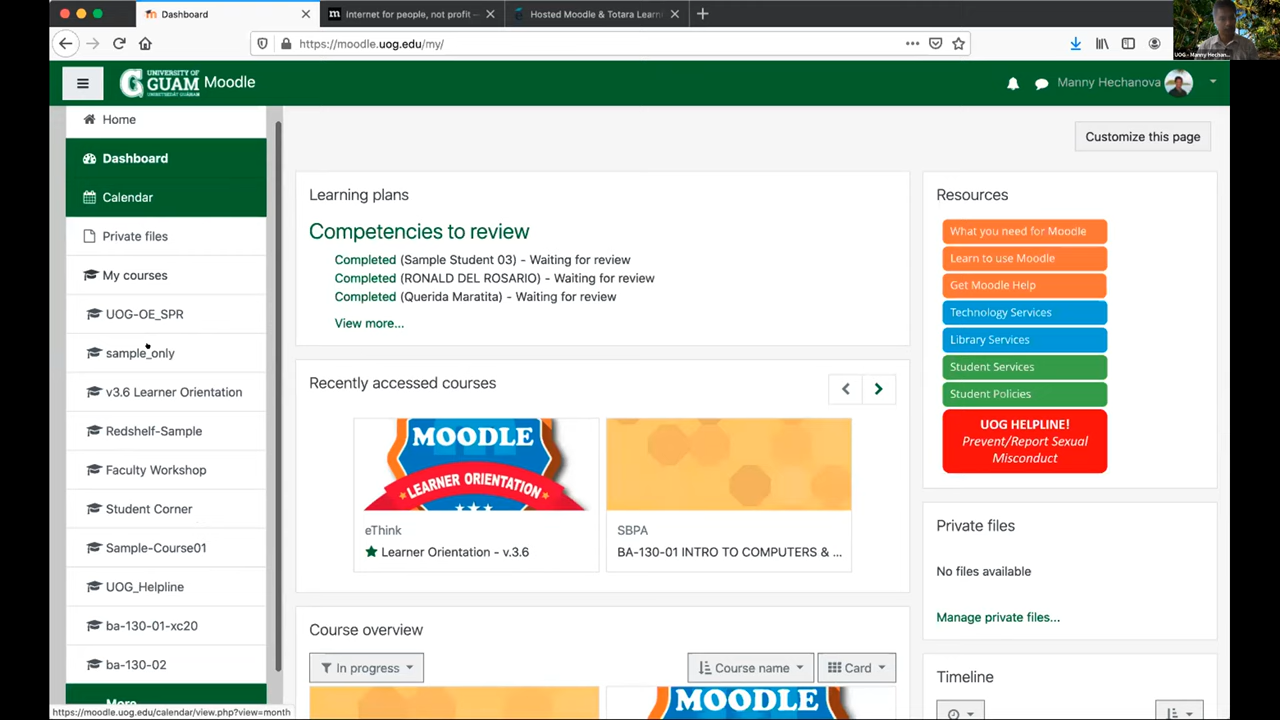 Dashboard
Internet for people, not profit —
Hosted Moodle & Totara Learni
https://moodle.uog.edu/my/
UOG - Manny Hechan...
UNIVERSITY OF
GUAM
Moodle
Manny Hechanova
Home
Dashboard
Calendar
Private files
My courses
UOG-OE_SPR
sample_only
v3.6 Learner Orientation
Redshelf-Sample
Faculty Workshop
Student Corner
Sample-Course01
UOG_Helpline
ba-130-01-xc20
ba-130-02
More
https://moodle.uog.edu/calendar/view.php?view=month
Customize this page
Learning plans
Competencies to review
Completed (Sample Student 03) - Waiting for review
Completed (RONALD DEL ROSARIO) - Waiting for review
Completed (Querida Maratita) - Waiting for review
View more...
Recently accessed courses
MOODLE
LEARNER ORIENTATION
eThink
Learner Orientation - v.3.6
SBPA
BA-130-01 INTRO TO COMPUTERS & ...
Course overview
In progress
Course name
Card
MOODLE
Resources
What you need for Moodle
Learn to use Moodle
Get Moodle Help
Technology Services
Library Services
Student Services
Student Policies
UOG HELPLINE!
Prevent/Report Sexual
Misconduct
Private files
No files available
Manage private files...
Timeline